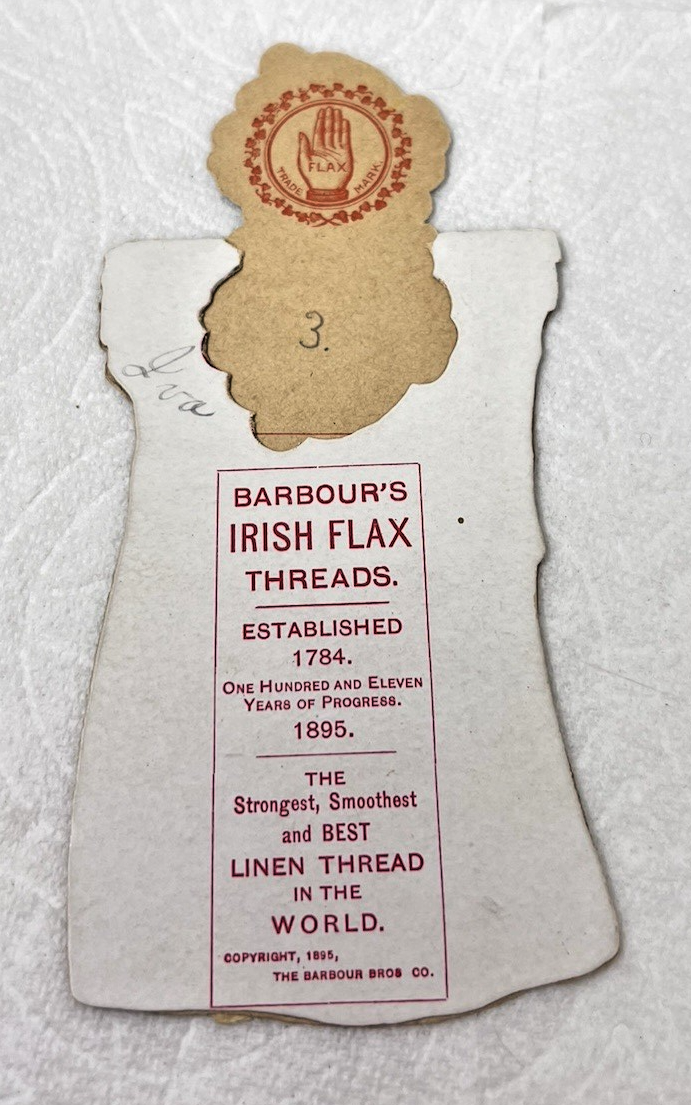 FLAX
TRADE MARK.
3.
Iva
BARBOUR'S
IRISH FLAX
THREADS.
ESTABLISHED
1784.
ONE HUNDRED AND ELEVEN
YEARS OF PROGRESS.
1895.
THE
Strongest, Smoothest
and BEST
LINEN THREAD
IN THE
WORLD.
COPYRIGHT, 1895,
THE BARBOUR BROS CO.